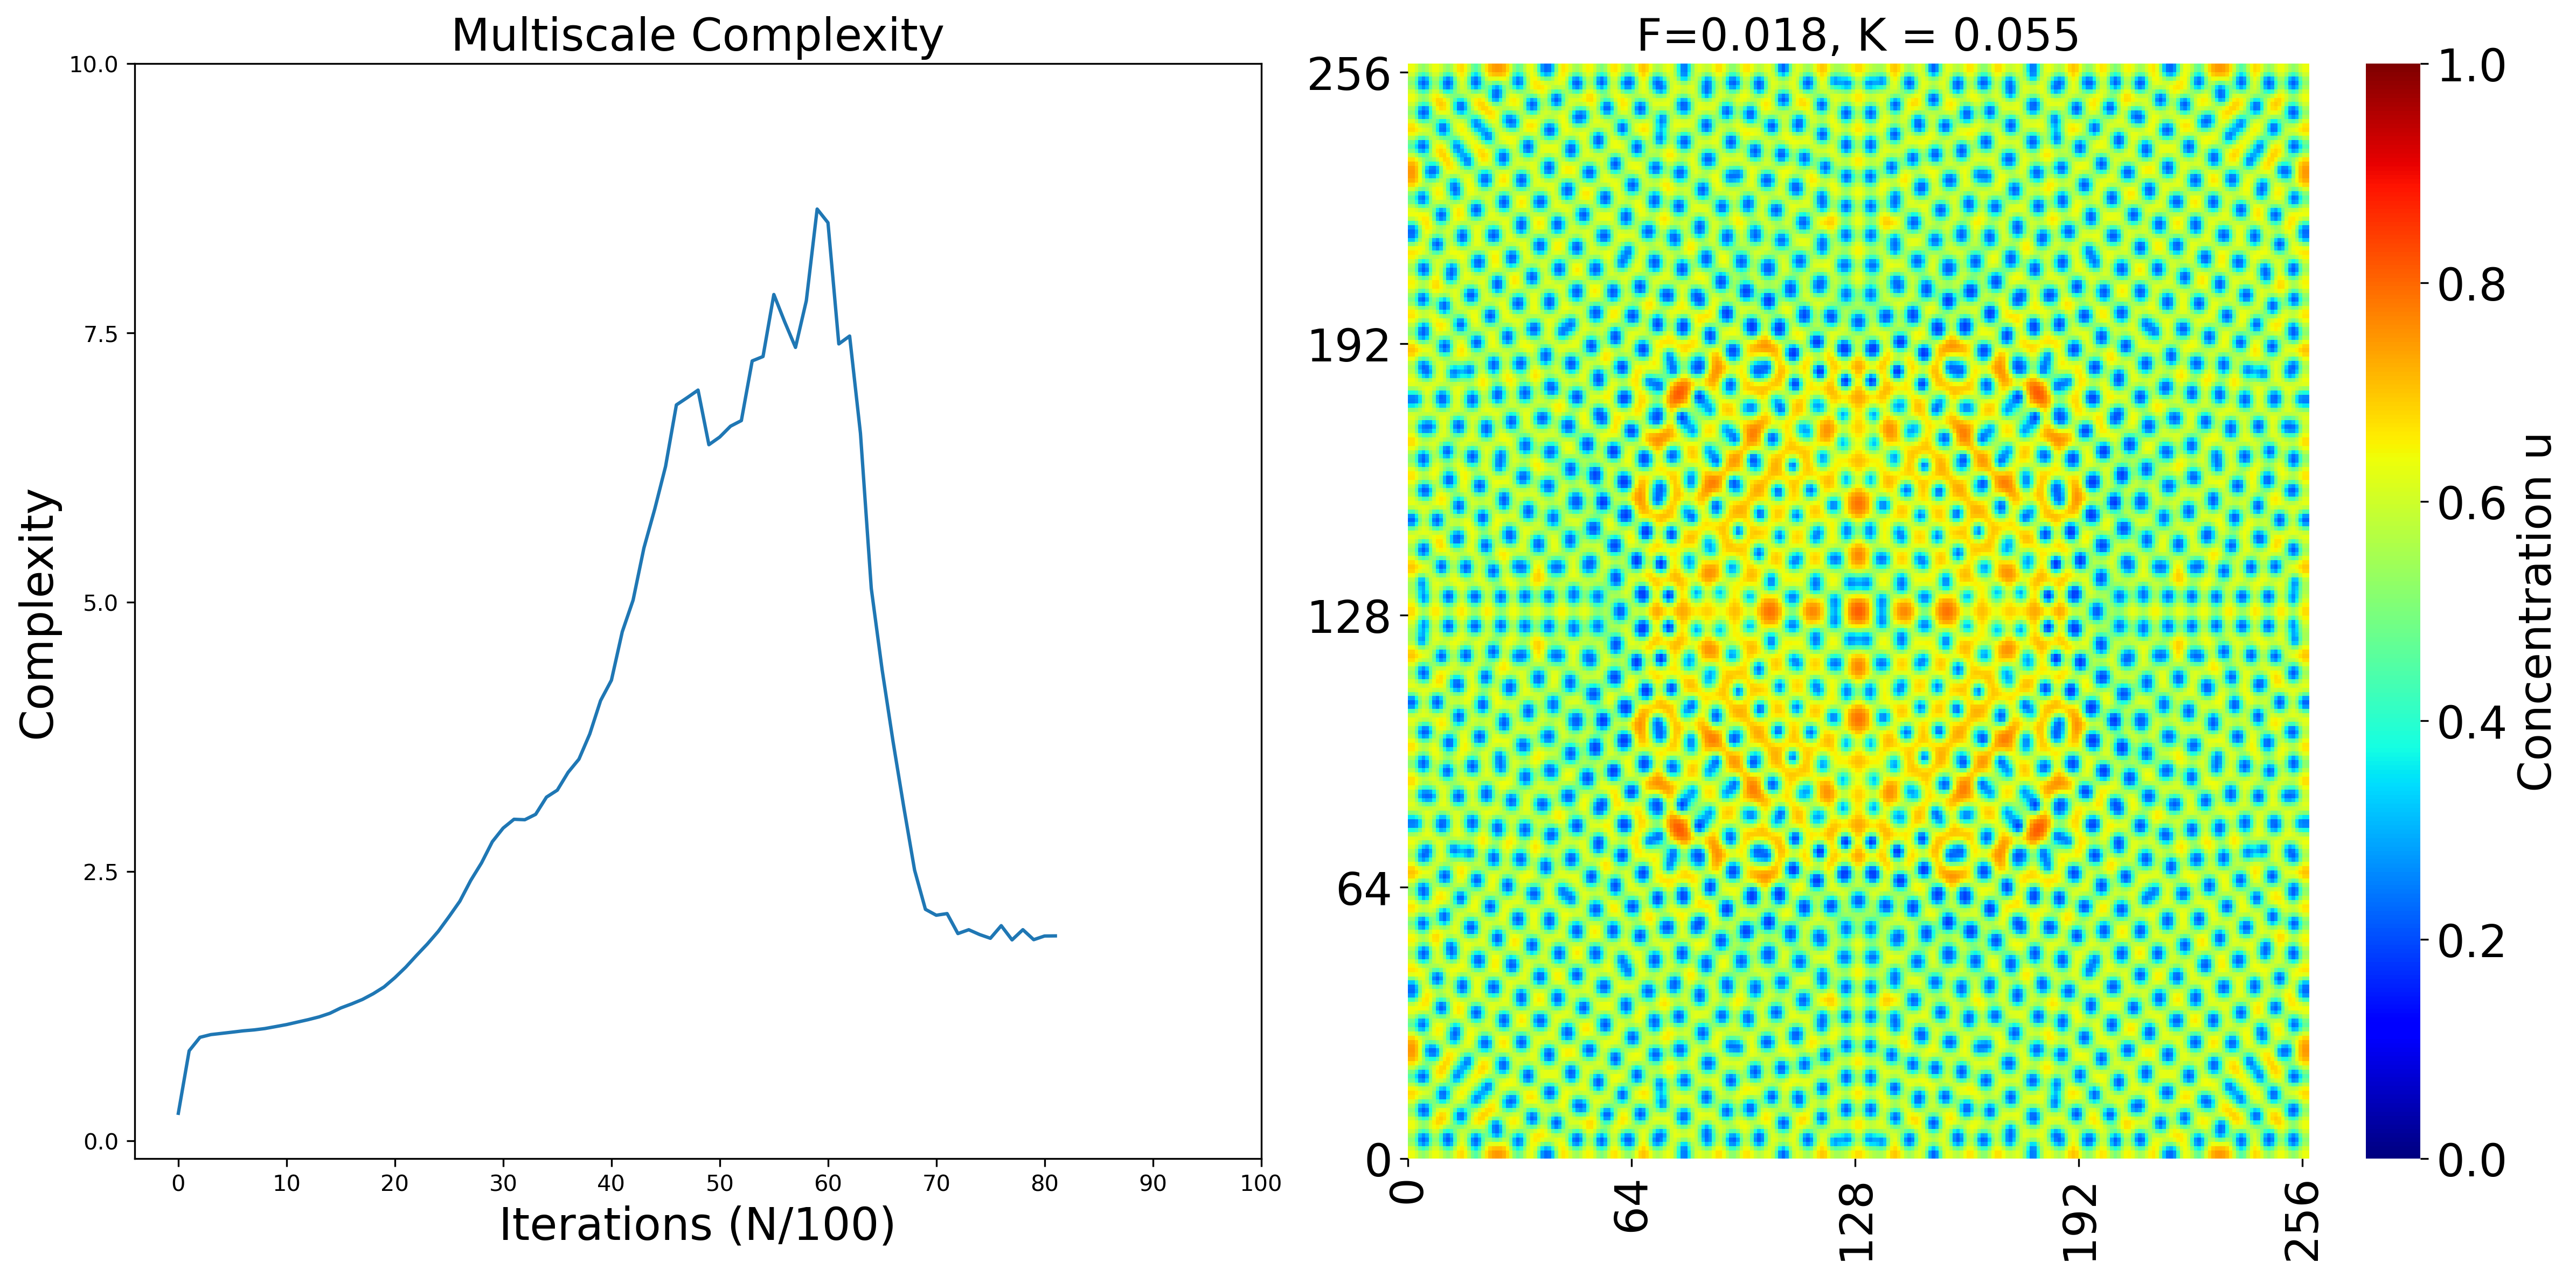 Multiscale Complexity
10.0
7.5
5.0
2.5
0.0
Complexity
0 10 20 30 40 50 60 70 80 90 100
Iterations (N/100)
F=0.018, K = 0.055
256
192
128
64
0
0 64 128 192 256
1.0
0.8
0.6
0.4
0.2
0.0
Concentration u